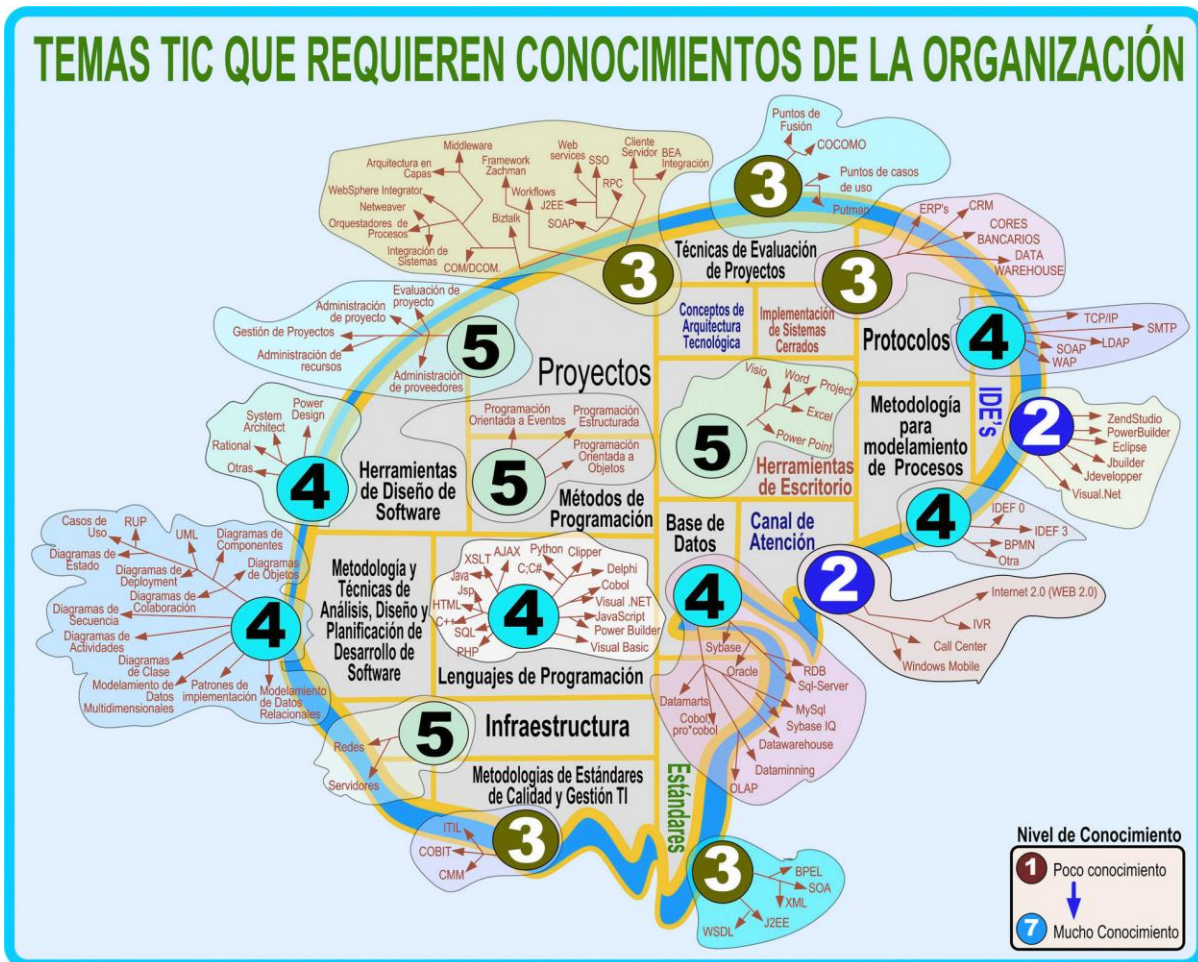 TEMAS TIC QUE REQUIEREN CONOCIMIENTOS DE LA ORGANIZACIÓN
Middleware
Arquitectura en
Capas
WebSphere Integrator
Netweaver
Orquestadores de
Procesos
Integración de
Sistemas
COM/DCOM.
Framework
Zachman
Workflows
Biztalk
Web
services
SSO
RPC
J2EE
SOAP
Cliente
Servidor
BEA
Integración
3
Puntos de
Fusión
COCOMO
Puntos de casos
de uso
Putman
3
Técnicas de Evaluación
de Proyectos
ERP's
CRM
CORES
BANCARIOS
DATA
WAREHOUSE
3
Conceptos de
Arquitectura
Tecnológica
Implementación
de Sistemas
Cerrados
Protocolos
4
TCP/IP
SMTP
LDAP
SOAP
WAP
IDE's
2
ZendStudio
PowerBuilder
Eclipse
Jbuilder
Jdevelopper
Visual.Net
Evaluación de
proyecto
Administración
de proyecto
Gestión de Proyectos
Administración de
recursos
Administración
de proveedores
5
Proyectos
Power
Design
System
Architect
Rational
Otras
4
Herramientas
de Diseño de
Software
Programación
Orientada a Eventos
Programación
Estructurada
Programación
Orientada a
Objetos
5
Métodos de
Programación
Visio
Word
Project
Excel
Power Point
5
Herramientas
de Escritorio
Metodología
para
modelamiento
de Procesos
4
IDEF 0
IDEF 3
BPMN
Otra
Casos de
Uso
RUP
UML
Diagramas de
Componentes
Diagramas de
Estado
Diagramas de
Deployment
Diagramas
de Objetos
Diagramas de
Colaboración
Diagramas de
Secuencia
Diagramas de
Actividades
Diagramas
de Clase
Modelamiento de
Datos
Multidimensionales
Patrones de
implementación
Modelamiento
de Datos
Relacionales
4
Metodología y
Técnicas de
Análisis, Diseño y
Planificación de
Desarrollo de
Software
XSLT
AJAX
Python
Clipper
Java
C;C#
Delphi
Jsp
Cobol
HTML
Visual .NET
C++
JavaScript
SQL
Power Builder
PHP
Visual Basic
4
Lenguajes de Programación
Base de
Datos
4
Sybase
Oracle
RDB
Sql-Server
Datamarts
MySql
Cobol,
pro*cobol
Sybase IQ
Datawarehouse
Dataminning
OLAP
Canal de
Atención
2
Internet 2.0 (WEB 2.0)
IVR
Call Center
Windows Mobile
Redes
Servidores
5
Infraestructura
Metodologias de Estándares
de Calidad y Gestión TI
ITIL
COBIT
CMM
3
Estándares
3
BPEL
SOA
XML
J2EE
WSDL
Nivel de Conocimiento
1 Poco conocimiento
7 Mucho Conocimiento